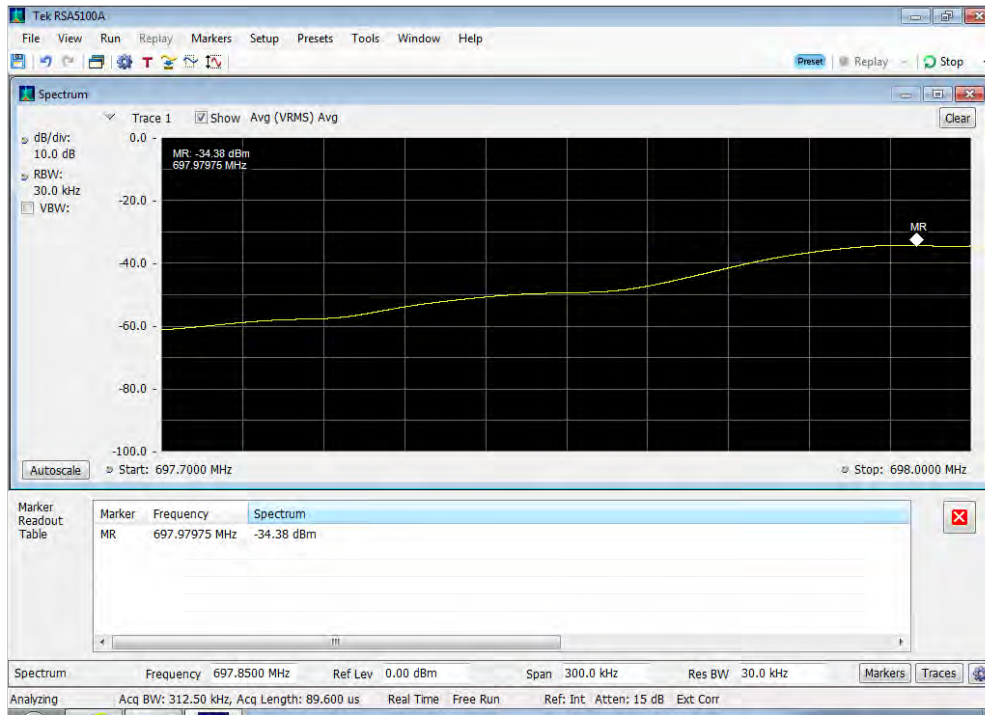 Tek RSA5100A
File View Run Replay Markers Setup Presets Tools Window Help
T Preset Replay Stop
Spectrum
Trace 1 Show Avg (VRMS) Avg Clear
dB/div:
10.0 dB
RBW:
30.0 kHz
VBW:
0.0
MR: -34.38 dBm
697.97975 MHz
-20.0
MR
-40.0
-60.0
-80.0
-100.0
Autoscale Start: 697.7000 MHz Stop: 698.0000 MHz
Marker Readout Table
Marker Frequency Spectrum
MR 697.97975 MHz -34.38 dBm
Spectrum Frequency 697.8500 MHz Ref Lev 0.00 dBm Span 300.0 kHz Res BW 30.0 kHz Markers Traces
Analyzing Acq BW: 312.50 kHz, Acq Length: 89.600 us Real Time Free Run Ref: Int Atten: 15 dB Ext Corr